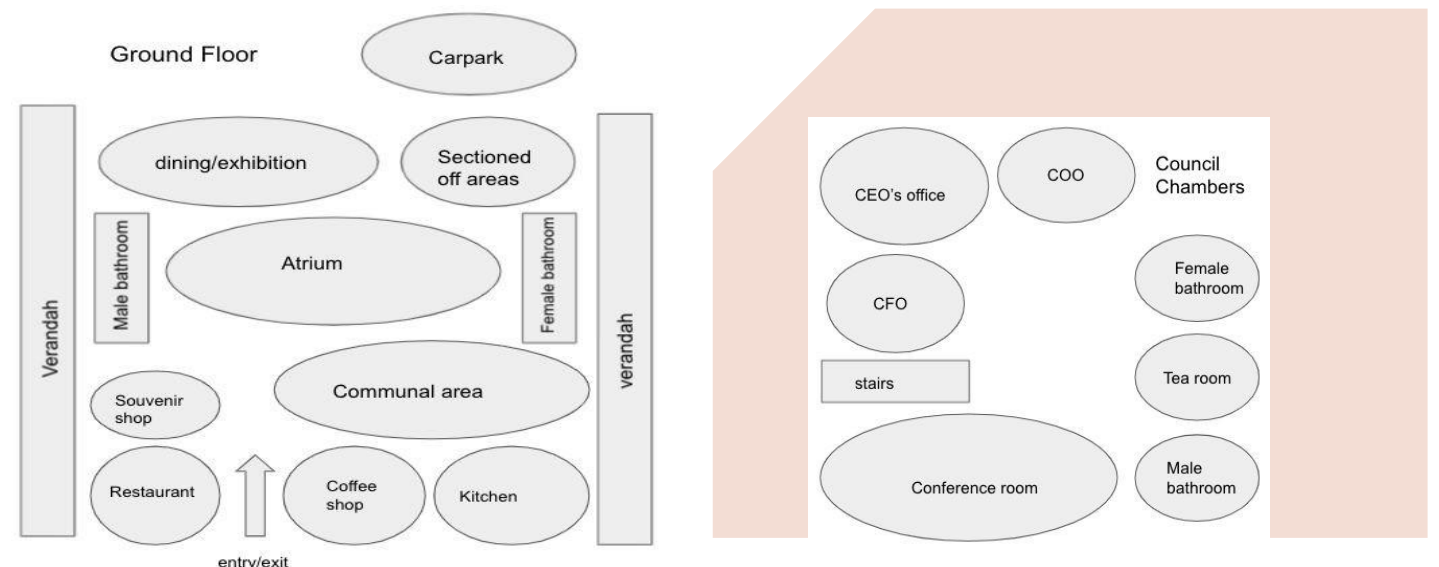 Ground Floor
Carpark
dining/exhibition
Sectioned
off areas
Verandah
Male bathroom
Atrium
Female bathroom
verandah
Communal area
Souvenir
shop
Restaurant
Coffee
shop
Kitchen
entry/exit
CEO's office
COO
Council
Chambers
CFO
Female
bathroom
stairs
Tea room
Conference room
Male
bathroom